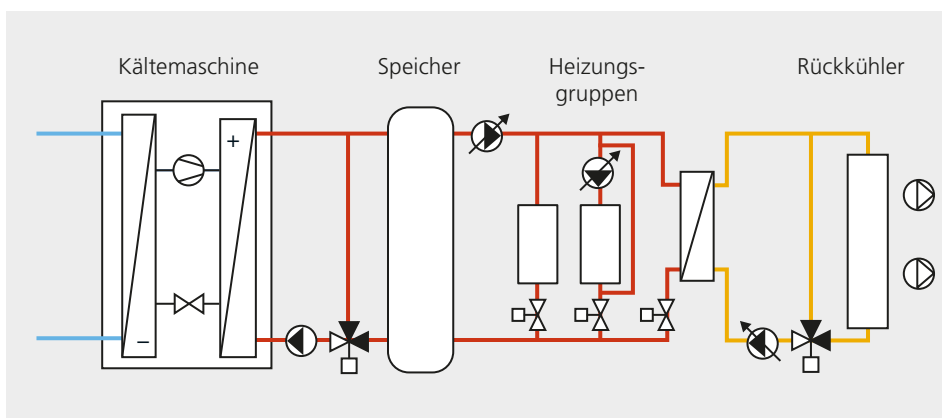 Kältemaschine
Speicher
Heizungs-
gruppen
Rückkühler
+
–